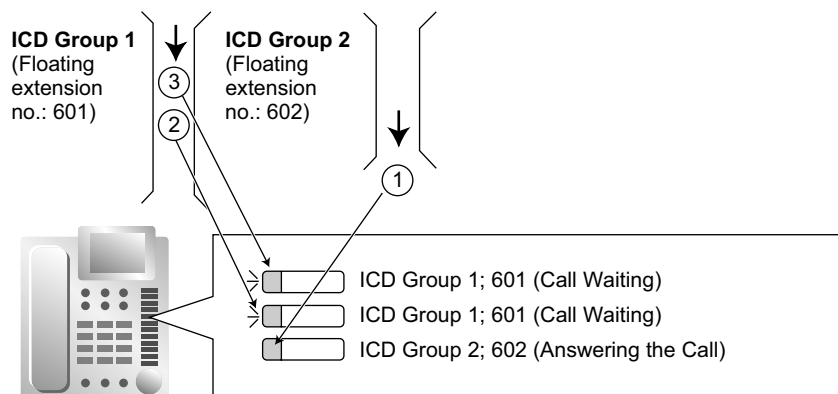 ICD Group 1
(Floating
extension
no.: 601)
ICD Group 2
(Floating
extension
no.: 602)
3
2
1
ICD Group 1; 601 (Call Waiting)
ICD Group 1; 601 (Call Waiting)
ICD Group 2; 602 (Answering the Call)